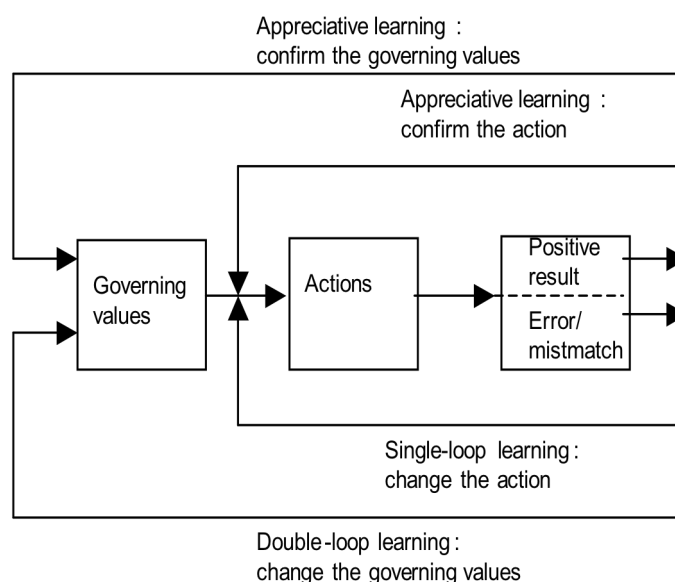 Appreciative learning :
confirm the governing values
Appreciative learning :
confirm the action
Governing
values
Actions
Positive
result
Error/
mistmatch
Single-loop learning :
change the action
Double-loop learning :
change the governing values